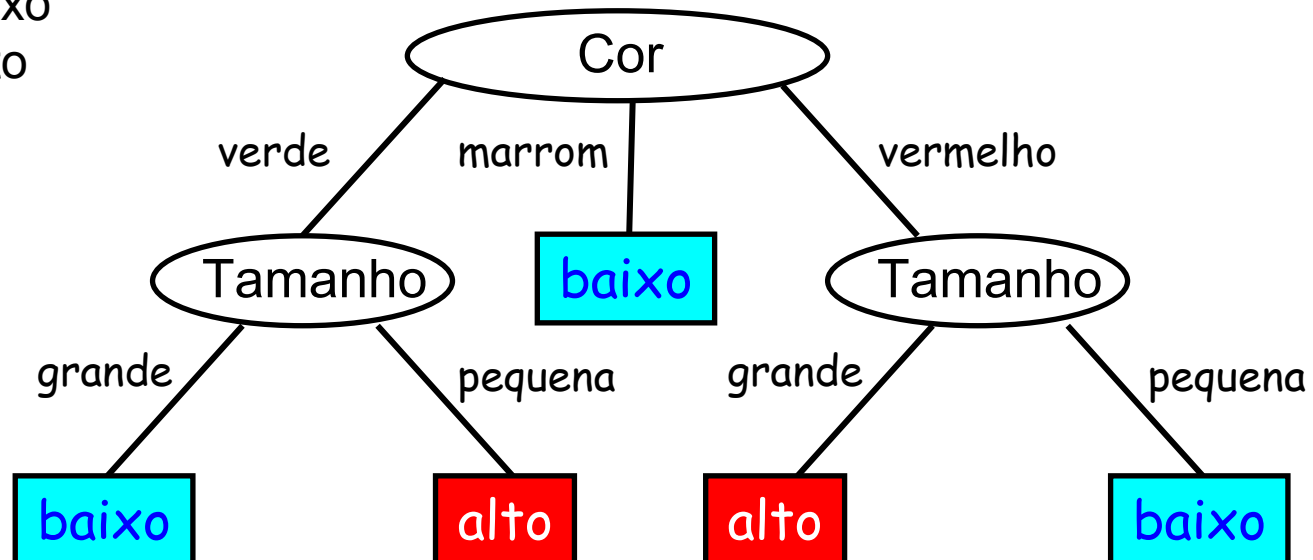 Cor
verde marrom vermelho
Tamanho baixo Tamanho
grande pequena grande pequena
baixo alto alto baixo